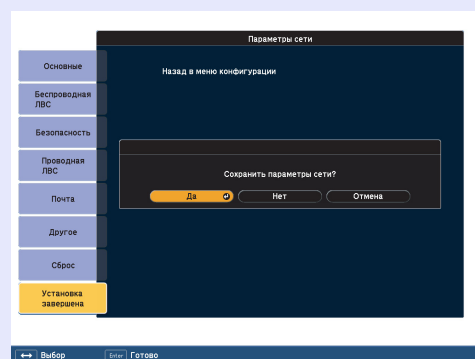 Параметры сети
Основные
Назад в меню конфигурации
Беспроводная
ЛВС
Безопасность
Проводная
ЛВС
Сохранить параметры сети?
Да
Нет
Отмена
Почта
Другое
Сброс
Установка
завершена
Выбор
Enter Готово